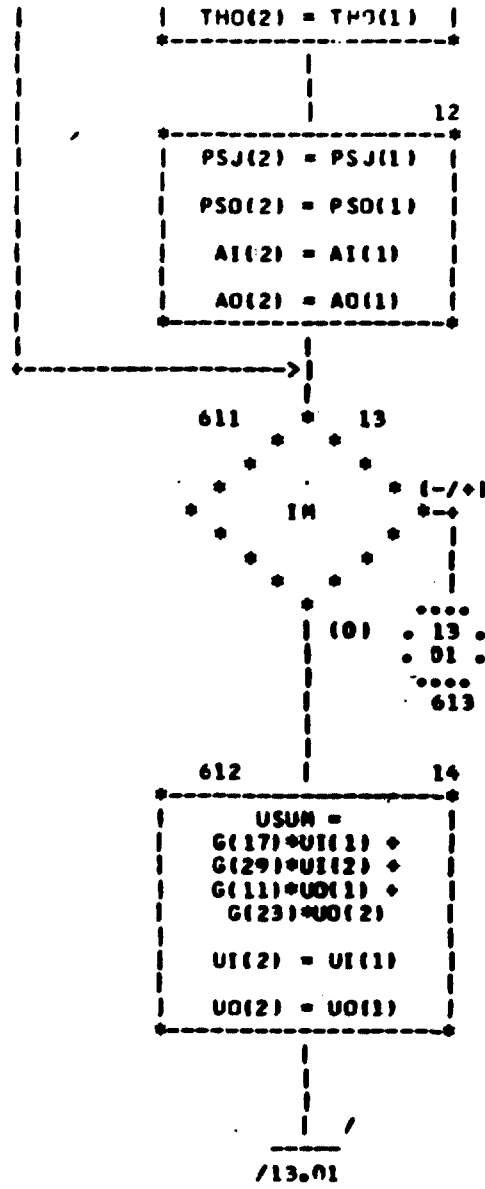 THO(2) = THO(1)
12
PSJ(2) = PSJ(1)
PSO(2) = PSO(1)
AI(2) = AI(1)
AO(2) = AO(1)
611 13
(-/+)
IM
(0)
13
01
613
612 14
USUM =
G(17)*UI(1) +
G(29)*UI(2) +
G(11)*UO(1) +
G(23)*UO(2)
UI(2) = UI(1)
UO(2) = UO(1)
/13.01